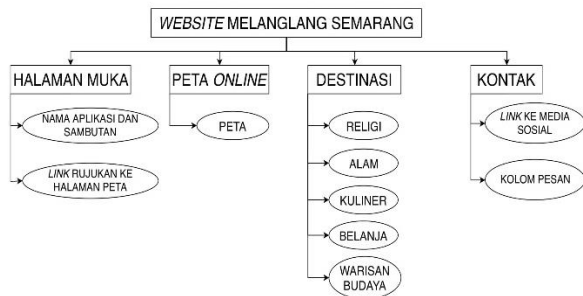 WEBSITE MELANGLANG SEMARANG
HALAMAN MUKA
NAMA APLIKASI DAN
SAMBUTAN
LINK RUJUKAN KE
HALAMAN PETA
PETA ONLINE
PETA
DESTINASI
RELIGI
ALAM
KULINER
BELANJA
WARISAN
BUDAYA
KONTAK
LINK KE MEDIA
SOSIAL
KOLOM PESAN